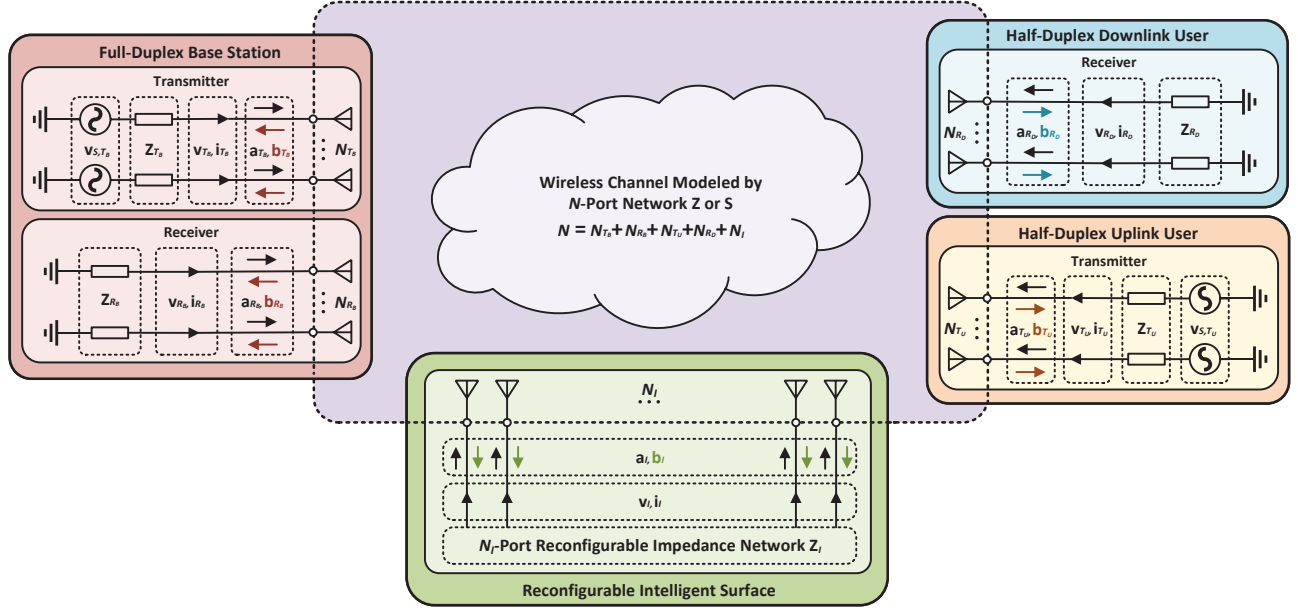 Full-Duplex Base Station
Transmitter
v_{S,T_B}
Z_{T_B}
v_{T_B}, i_{T_B}
a_{T_B}, b_{T_B}
N_{T_B}
Receiver
Z_{R_B}
v_{R_B}, i_{R_B}
a_{R_B}, b_{R_B}
N_{R_B}
Wireless Channel Modeled by
N-Port Network Z or S
N = N_{T_B}+N_{R_B}+N_{T_U}+N_{R_D}+N_I
Half-Duplex Downlink User
Receiver
N_{R_D}
a_{R_D}, b_{R_D}
v_{R_D}, i_{R_D}
Z_{R_D}
Half-Duplex Uplink User
Transmitter
N_{T_U}
a_{T_U}, b_{T_U}
v_{T_U}, i_{T_U}
Z_{T_U}
v_{S,T_U}
N_I
a_I, b_I
v_I, i_I
N_I-Port Reconfigurable Impedance Network Z_I
Reconfigurable Intelligent Surface